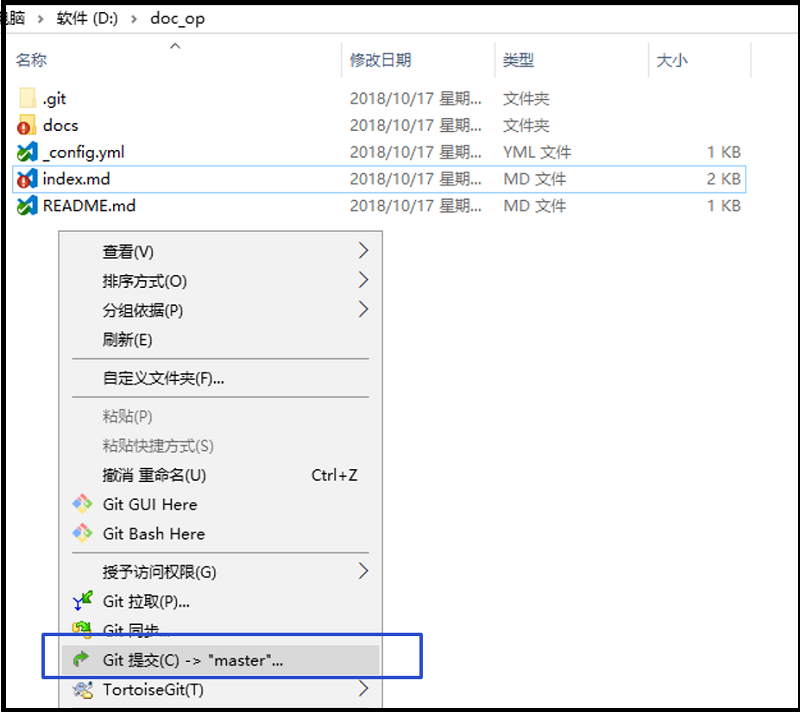 脑 › 软件 (D:) › doc_op
名称 修改日期 类型 大小
.git 2018/10/17 星期... 文件夹
docs 2018/10/17 星期... 文件夹
_config.yml 2018/10/17 星期... YML 文件 1 KB
index.md 2018/10/17 星期... MD 文件 2 KB
README.md 2018/10/17 星期... MD 文件 1 KB
查看(V)
排序方式(O)
分组依据(P)
刷新(E)
自定义文件夹(F)...
粘贴(P)
粘贴快捷方式(S)
撤消 重命名(U) Ctrl+Z
Git GUI Here
Git Bash Here
授予访问权限(G)
Git 拉取(P)...
Git 同步...
Git 提交(C) -> "master"...
TortoiseGit(T)